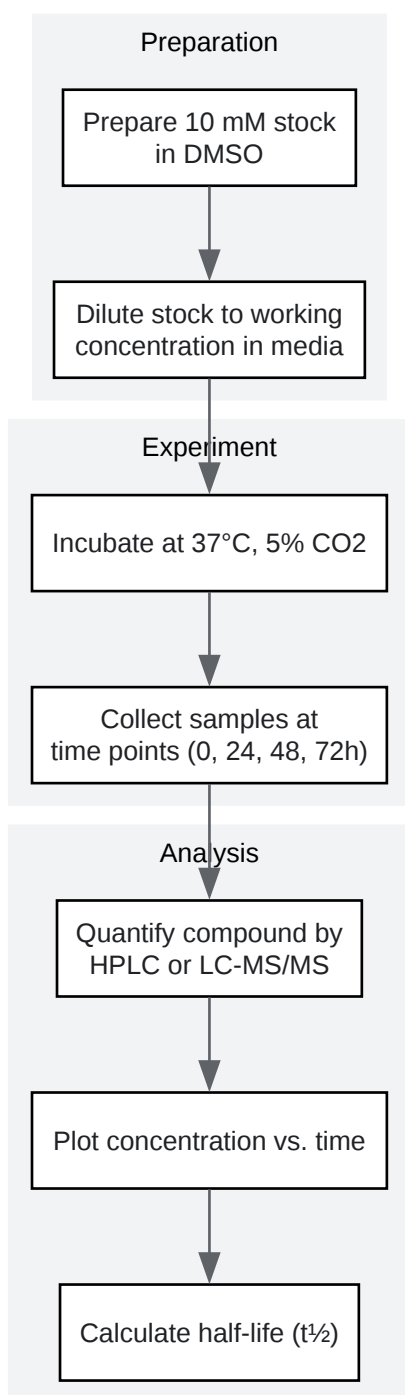 Preparation
Prepare 10 mM stock
in DMSO
Dilute stock to working
concentration in media
Experiment
Incubate at 37°C, 5% CO2
Collect samples at
time points (0, 24, 48, 72h)
Analysis
Quantify compound by
HPLC or LC-MS/MS
Plot concentration vs. time
Calculate half-life (t½)